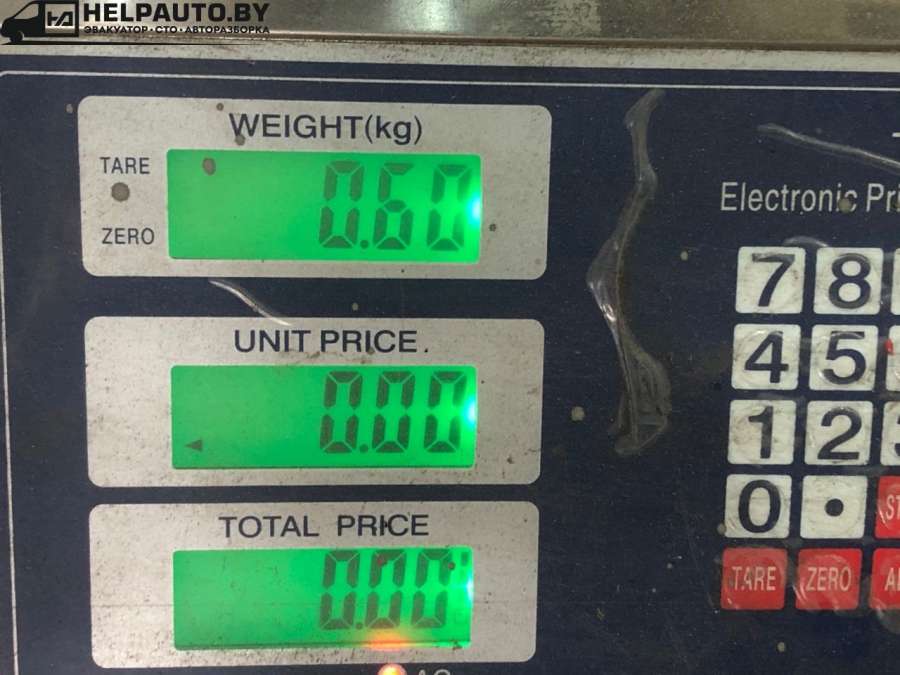 HELPAUTO.BY
ЭВАКУАТОР · СТО · АВТОРАЗБОРКА
WEIGHT(kg)
TARE
0.60
ZERO
Electronic
7 8
UNIT PRICE
4 5
0.00
1 2
TOTAL PRICE
0 .
0.00
TARE ZERO